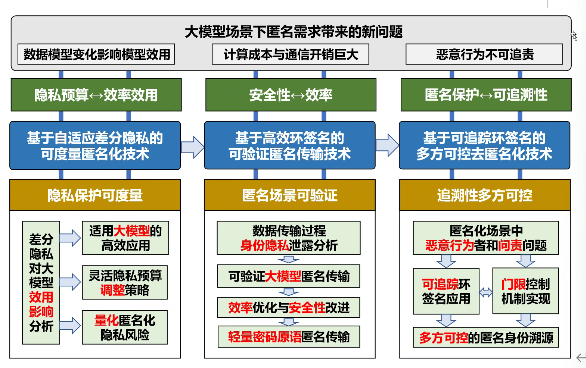 大模型场景下匿名需求带来的新问题
数据模型变化影响模型效用
计算成本与通信开销巨大
恶意行为不可追责
隐私预算↔效率效用
安全性↔效率
匿名保护↔可追溯性
基于自适应差分隐私的
可度量匿名化技术
基于高效环签名的
可验证匿名传输技术
基于可追踪环签名的
多方可控去匿名化技术
隐私保护可度量
匿名场景可验证
追溯性多方可控
差分
隐私
对大
模型
效用
影响
分析
适用大模型的
高效应用
灵活隐私预算
调整策略
量化匿名化
隐私风险
数据传输过程
身份隐私泄露分析
可验证大模型匿名传输
效率优化与安全性改进
轻量密码原语匿名传输
匿名化场景中
恶意行为者和问责问题
可追踪环
签名应用
门限控制
机制实现
多方可控的匿名身份溯源